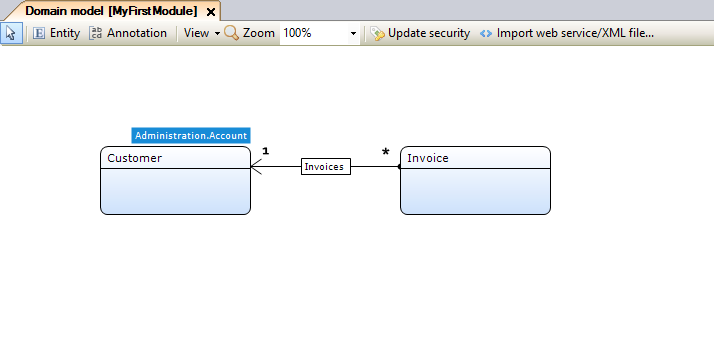 Domain model [MyFirstModule]
Entity Annotation View Zoom 100% Update security Import web service/XML file...
Administration.Account
Customer 1 Invoices * Invoice